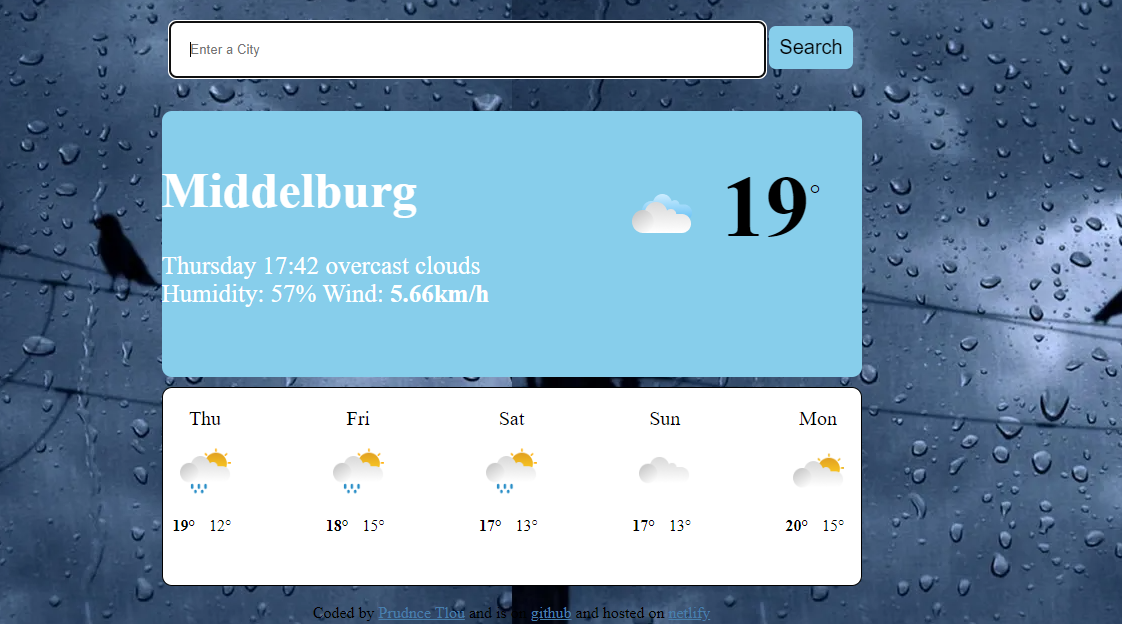 Enter a City
Search
Middelburg
19°
Thursday 17:42 overcast clouds
Humidity: 57% Wind: 5.66km/h
Thu Fri Sat Sun Mon
19° 12° 18° 15° 17° 13° 17° 13° 20° 15°
Coded by Prudnce Tlou and is on github and hosted on netlify